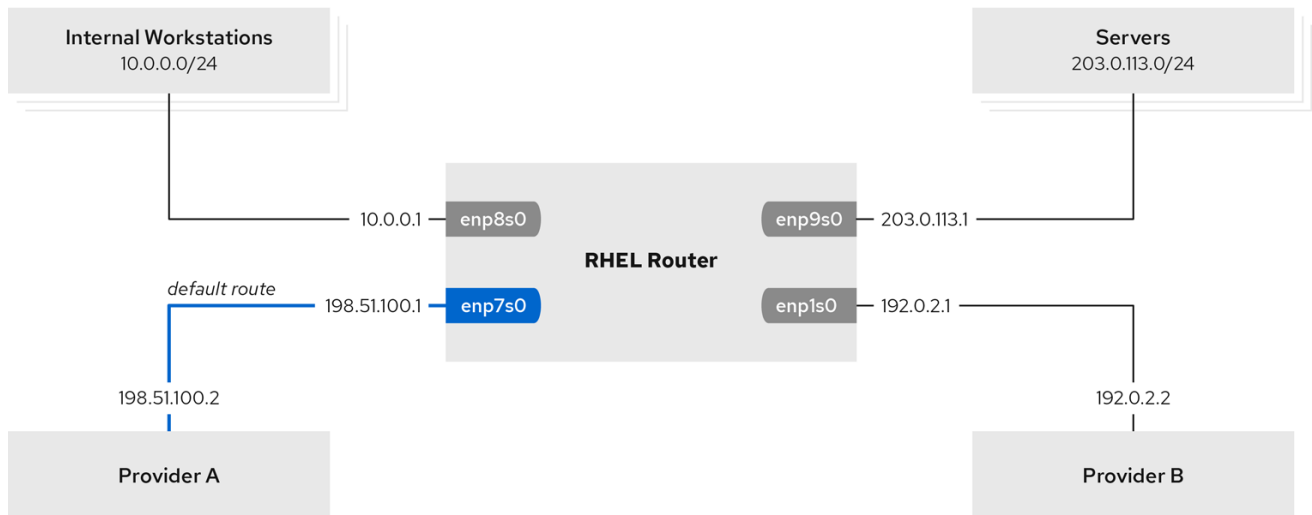 Internal Workstations
10.0.0.0/24
Servers
203.0.113.0/24
10.0.0.1
enp8s0
enp9s0
203.0.113.1
RHEL Router
default route
198.51.100.1
enp7s0
enp1s0
192.0.2.1
198.51.100.2
192.0.2.2
Provider A
Provider B